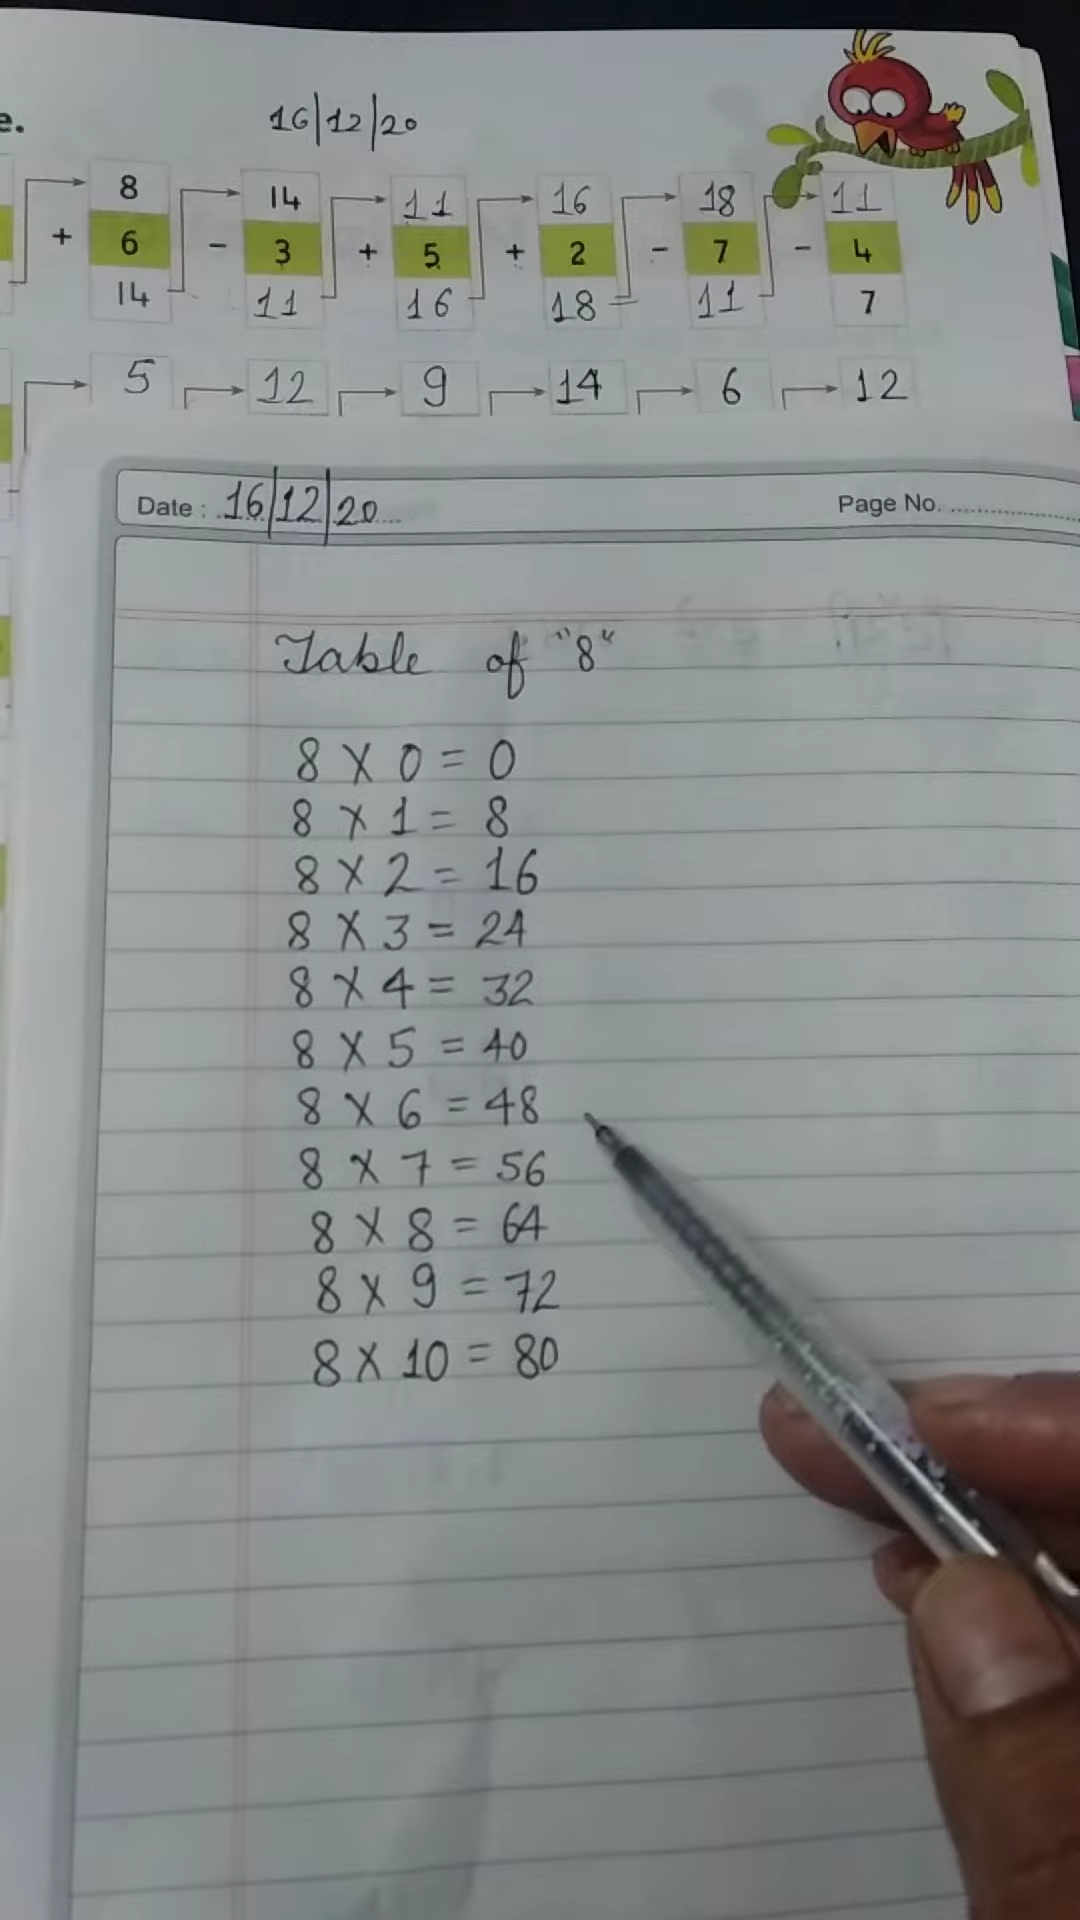 e.
16|12|20
8 14 11 16 18 11
+ 6 - 3 + 5 + 2 - 7 - 4
14 11 16 18 11 7
5 12 9 14 6 12
Date : 16|12|20 Page No.
Table of "8"
8 X 0 = 0
8 X 1 = 8
8 X 2 = 16
8 X 3 = 24
8 X 4 = 32
8 X 5 = 40
8 X 6 = 48
8 X 7 = 56
8 X 8 = 64
8 X 9 = 72
8 X 10 = 80